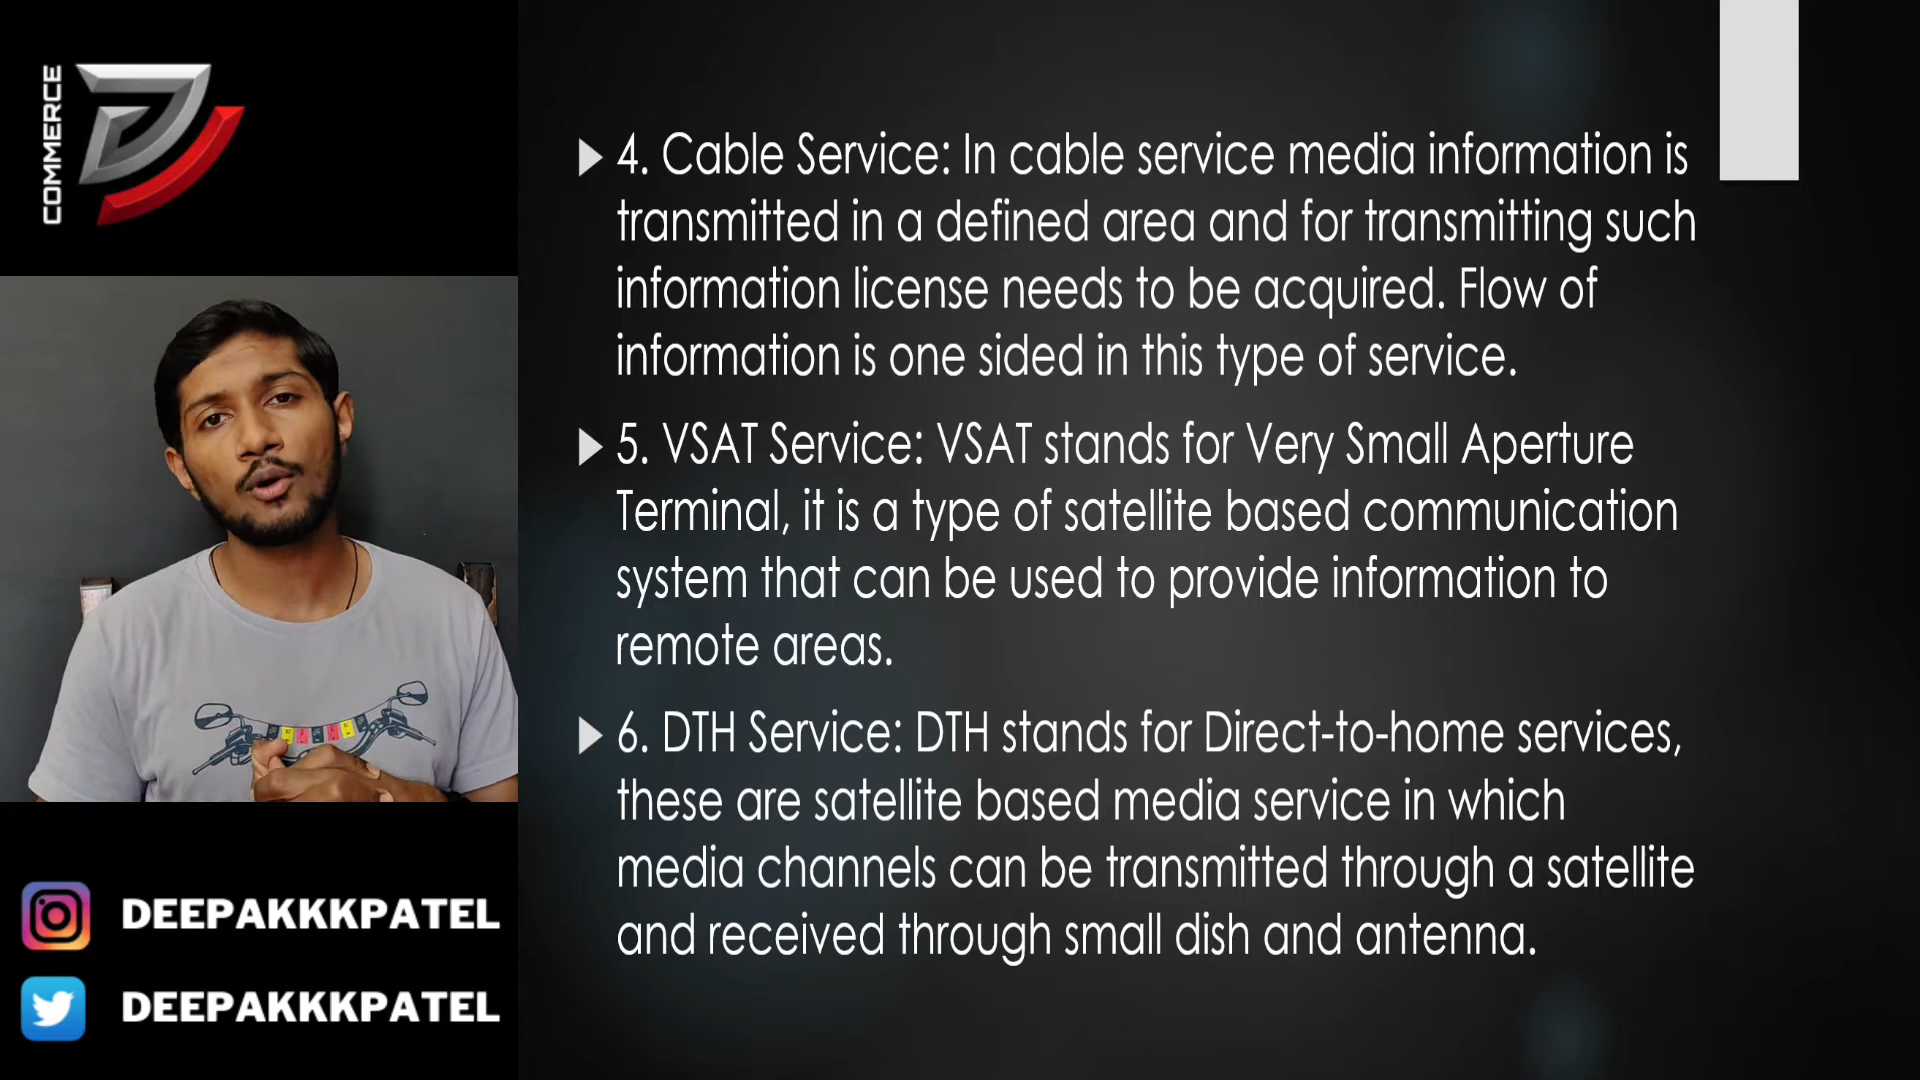 COMMERCE
4. Cable Service: In cable service media information is
transmitted in a defined area and for transmitting such
information license needs to be acquired. Flow of
information is one sided in this type of service.
5. VSAT Service: VSAT stands for Very Small Aperture
Terminal, it is a type of satellite based communication
system that can be used to provide information to
remote areas.
6. DTH Service: DTH stands for Direct-to-home services,
these are satellite based media service in which
media channels can be transmitted through a satellite
and received through small dish and antenna.
DEEPAKKKPATEL
DEEPAKKKPATEL